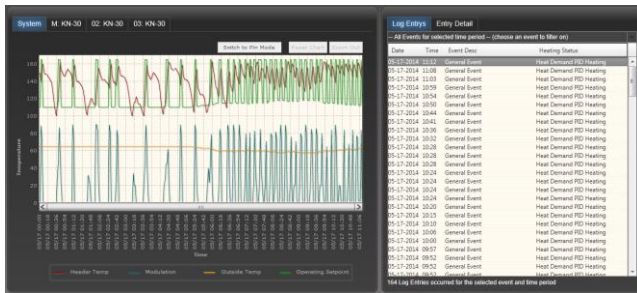 System M: KN-30 02: KN-30 03: KN-30
Switch to Pin Mode Reset Chart Zoom Out
160
140
120
100
80
60
40
20
0
Temperature
Time
Header Temp Modulation Outside Temp Operating Setpoint
Log Entrys Entry Detail
-- All Events for selected time period -- (choose an event to filter on)
Date Time Event Desc Heating Status
05-17-2014 11:12 General Event Heat Demand PID Heating
05-17-2014 11:08 General Event Heat Demand PID Heating
05-17-2014 11:03 General Event Heat Demand PID Heating
05-17-2014 10:59 General Event Heat Demand PID Heating
05-17-2014 10:54 General Event Heat Demand PID Heating
05-17-2014 10:50 General Event Heat Demand PID Heating
05-17-2014 10:44 General Event Heat Demand PID Heating
05-17-2014 10:41 General Event Heat Demand PID Heating
05-17-2014 10:36 General Event Heat Demand PID Heating
05-17-2014 10:32 General Event Heat Demand PID Heating
05-17-2014 10:28 General Event Heat Demand PID Heating
05-17-2014 10:28 General Event Heat Demand PID Heating
05-17-2014 10:28 General Event Heat Demand PID Heating
05-17-2014 10:24 General Event Heat Demand PID Heating
05-17-2014 10:24 General Event Heat Demand PID Heating
05-17-2014 10:24 General Event Heat Demand PID Heating
05-17-2014 10:20 General Event Heat Demand PID Heating
05-17-2014 10:15 General Event Heat Demand PID Heating
05-17-2014 10:10 General Event Heat Demand PID Heating
05-17-2014 10:06 General Event Heat Demand PID Heating
05-17-2014 10:00 General Event Heat Demand PID Heating
05-17-2014 09:57 General Event Heat Demand PID Heating
05-17-2014 09:52 General Event Heat Demand PID Heating
05-17-2014 09:52 General Event Heat Demand PID Heating
164 Log Entries occurred for the selected event and time period